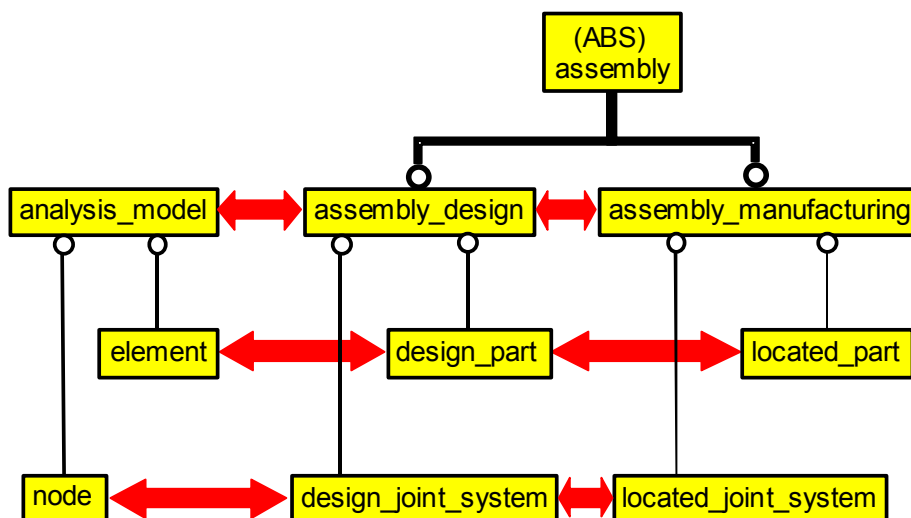 (ABS)
assembly
analysis_model
assembly_design
assembly_manufacturing
element
design_part
located_part
node
design_joint_system
located_joint_system